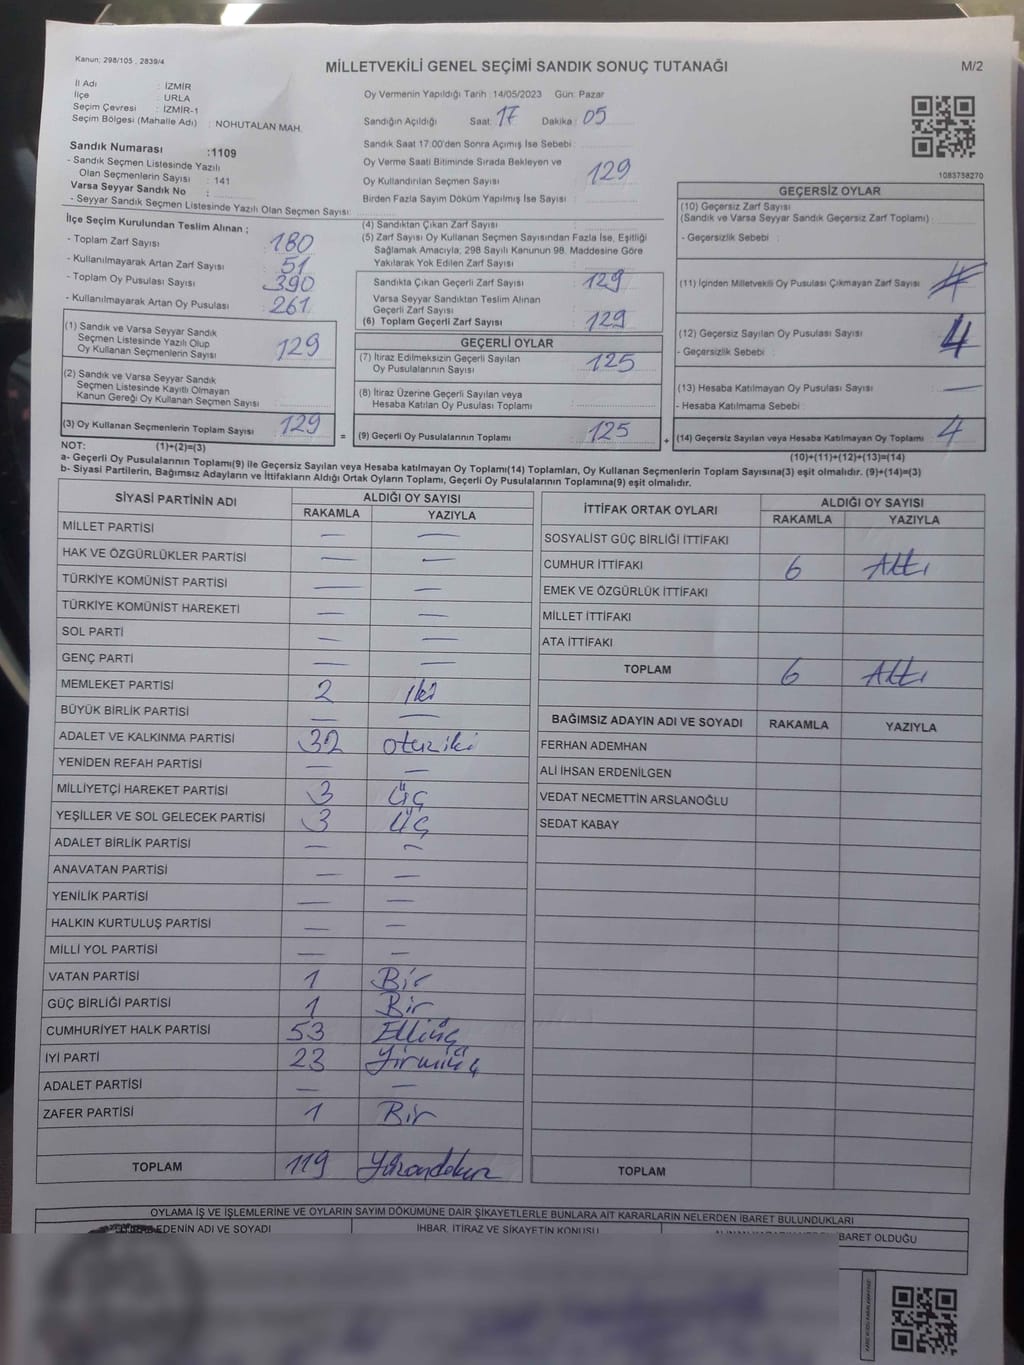 Kanun; 298/105 , 2839/4
MİLLETVEKİLİ GENEL SEÇİMİ SANDIK SONUÇ TUTANAĞI
M/2
İl Adı : İZMİR
İlçe : URLA
Seçim Çevresi : İZMİR-1
Seçim Bölgesi (Mahalle Adı) : NOHUTALAN MAH.
Sandık Numarası :1109
- Sandık Seçmen Listesinde Yazılı
Olan Seçmenlerin Sayısı : 141
Varsa Seyyar Sandık No :
- Seyyar Sandık Seçmen Listesinde Yazılı Olan Seçmen Sayısı:
Oy Vermenin Yapıldığı Tarih : 14/05/2023 Gün: Pazar
Sandığın Açıldığı Saat: 17 Dakika : 05
Sandık Saat 17:00'den Sonra Açımış İse Sebebi :
Oy Verme Saati Bitiminde Sırada Bekleyen ve
Oy Kullandırılan Seçmen Sayısı : 129
Birden Fazla Sayım Döküm Yapılmış İse Sayısı :
1083758270
İlçe Seçim Kurulundan Teslim Alınan ;
- Toplam Zarf Sayısı : 180
- Kullanılmayarak Artan Zarf Sayısı : 51
- Toplam Oy Pusulası Sayısı : 390
- Kullanılmayarak Artan Oy Pusulası : 261
(1) Sandık ve Varsa Seyyar Sandık
Seçmen Listesinde Yazılı Olup
Oy Kullanan Seçmenlerin Sayısı : 129
(2) Sandık ve Varsa Seyyar Sandık
Seçmen Listesinde Kayıtlı Olmayan
Kanun Gereği Oy Kullanan Seçmen Sayısı :
(3) Oy Kullanan Seçmenlerin Toplam Sayısı : 129
(4) Sandıktan Çıkan Zarf Sayısı :
(5) Zarf Sayısı Oy Kullanan Seçmen Sayısından Fazla İse, Eşitliği
Sağlamak Amacıyla; 298 Sayılı Kanunun 98. Maddesine Göre
Yakılarak Yok Edilen Zarf Sayısı :
Sandıkta Çıkan Geçerli Zarf Sayısı : 129
Varsa Seyyar Sandıktan Teslim Alınan
Geçerli Zarf Sayısı :
(6) Toplam Geçerli Zarf Sayısı : 129
GEÇERLİ OYLAR
(7) İtiraz Edilmeksizin Geçerli Sayılan
Oy Pusulalarının Sayısı : 125
(8) İtiraz Üzerine Geçerli Sayılan veya
Hesaba Katılan Oy Pusulası Toplamı :
= (9) Geçerli Oy Pusulalarının Toplamı : 125
GEÇERSİZ OYLAR
(10) Geçersiz Zarf Sayısı
(Sandık ve Varsa Seyyar Sandık Geçersiz Zarf Toplamı) :
- Geçersizlik Sebebi :
(11) İçinden Milletvekili Oy Pusulası Çıkmayan Zarf Sayısı :
(12) Geçersiz Sayılan Oy Pusulası Sayısı : 4
- Geçersizlik Sebebi :
(13) Hesaba Katılmayan Oy Pusulası Sayısı : —
- Hesaba Katılmama Sebebi :
+ (14) Geçersiz Sayılan veya Hesaba Katılmayan Oy Toplamı : 4
NOT: (1)+(2)=(3)
(10)+(11)+(12)+(13)=(14)
a- Geçerli Oy Pusulalarının Toplamı(9) ile Geçersiz Sayılan veya Hesaba katılmayan Oy Toplamı(14) Toplamları, Oy Kullanan Seçmenlerin Toplam Sayısına(3) eşit olmalıdır. (9)+(14)=(3)
b- Siyasi Partilerin, Bağımsız Adayların ve İttifakların Aldığı Ortak Oyların Toplamı, Geçerli Oy Pusulalarının Toplamına(9) eşit olmalıdır.
SİYASİ PARTİNİN ADI ALDIĞI OY SAYISI
RAKAMLA YAZIYLA
MİLLET PARTİSİ — —
HAK VE ÖZGÜRLÜKLER PARTİSİ — —
TÜRKİYE KOMÜNİST PARTİSİ — —
TÜRKİYE KOMÜNİST HAREKETİ — —
SOL PARTİ — —
GENÇ PARTİ — —
MEMLEKET PARTİSİ 2 iki
BÜYÜK BİRLİK PARTİSİ — —
ADALET VE KALKINMA PARTİSİ 32 otuziki
YENİDEN REFAH PARTİSİ — —
MİLLİYETÇİ HAREKET PARTİSİ 3 Üç
YEŞİLLER VE SOL GELECEK PARTİSİ 3 Üç
ADALET BİRLİK PARTİSİ — —
ANAVATAN PARTİSİ — —
YENİLİK PARTİSİ — —
HALKIN KURTULUŞ PARTİSİ — —
MİLLİ YOL PARTİSİ — —
VATAN PARTİSİ 1 Bir
GÜÇ BİRLİĞİ PARTİSİ 1 Bir
CUMHURİYET HALK PARTİSİ 53 Elliüç
İYİ PARTİ 23 Yirmiüç
ADALET PARTİSİ — —
ZAFER PARTİSİ 1 Bir
TOPLAM 119 Yüzondokuz
İTTİFAK ORTAK OYLARI ALDIĞI OY SAYISI
RAKAMLA YAZIYLA
SOSYALİST GÜÇ BİRLİĞİ İTTİFAKI
CUMHUR İTTİFAKI 6 Altı
EMEK VE ÖZGÜRLÜK İTTİFAKI
MİLLET İTTİFAKI
ATA İTTİFAKI
TOPLAM 6 Altı
BAĞIMSIZ ADAYIN ADI VE SOYADI RAKAMLA YAZIYLA
FERHAN ADEMHAN
ALİ İHSAN ERDENİLGEN
VEDAT NECMETTİN ARSLANOĞLU
SEDAT KABAY
TOPLAM
OYLAMA İŞ VE İŞLEMLERİNE VE OYLARIN SAYIM DÖKÜMÜNE DAİR ŞİKAYETLERLE BUNLARA AİT KARARLARIN NELERDEN İBARET BULUNDUKLARI
EDENİN ADI VE SOYADI
İHBAR, İTİRAZ VE ŞİKAYETİN KONUSU
BARET OLDUĞU